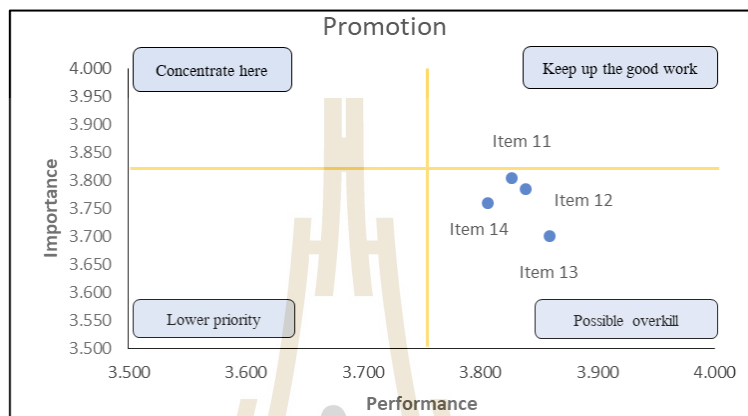 Promotion
Concentrate here
Keep up the good work
4.000
3.950
3.900
3.850
3.800
3.750
3.700
3.650
3.600
3.550
3.500
Importance
Item 11
Item 12
Item 14
Item 13
Lower priority
Possible overkill
3.500 3.600 3.700 3.800 3.900 4.000
Performance